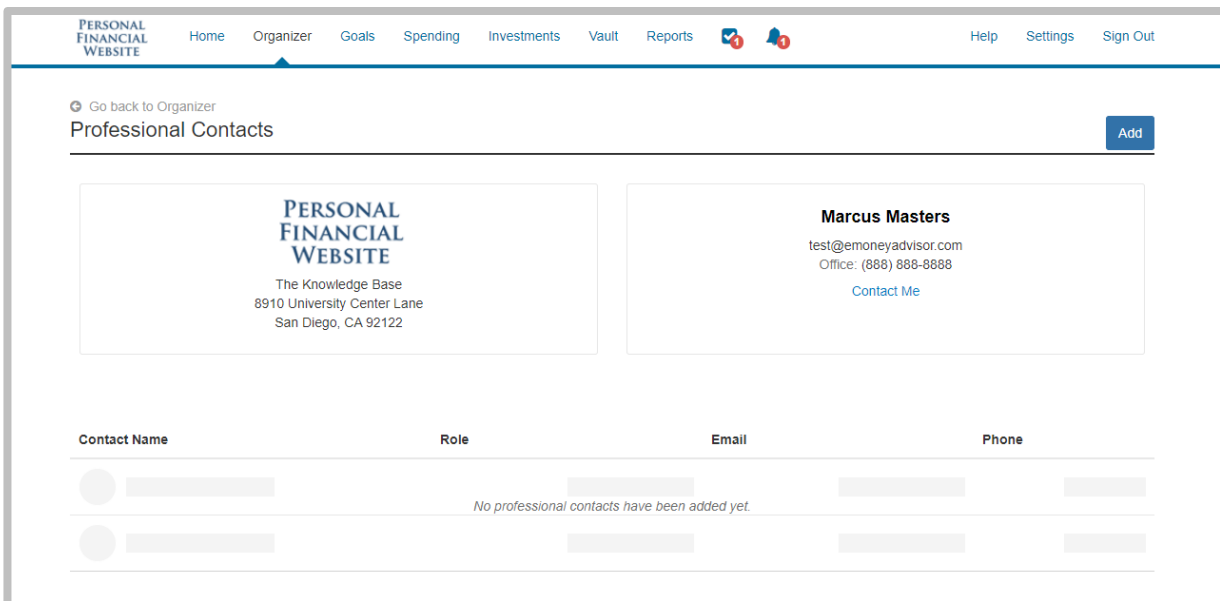 PERSONAL
FINANCIAL
WEBSITE
Home Organizer Goals Spending Investments Vault Reports 1 1 Help Settings Sign Out
Go back to Organizer
Professional Contacts
Add
PERSONAL
FINANCIAL
WEBSITE
The Knowledge Base
8910 University Center Lane
San Diego, CA 92122
Marcus Masters
test@emoneyadvisor.com
Office: (888) 888-8888
Contact Me
Contact Name Role Email Phone
No professional contacts have been added yet.